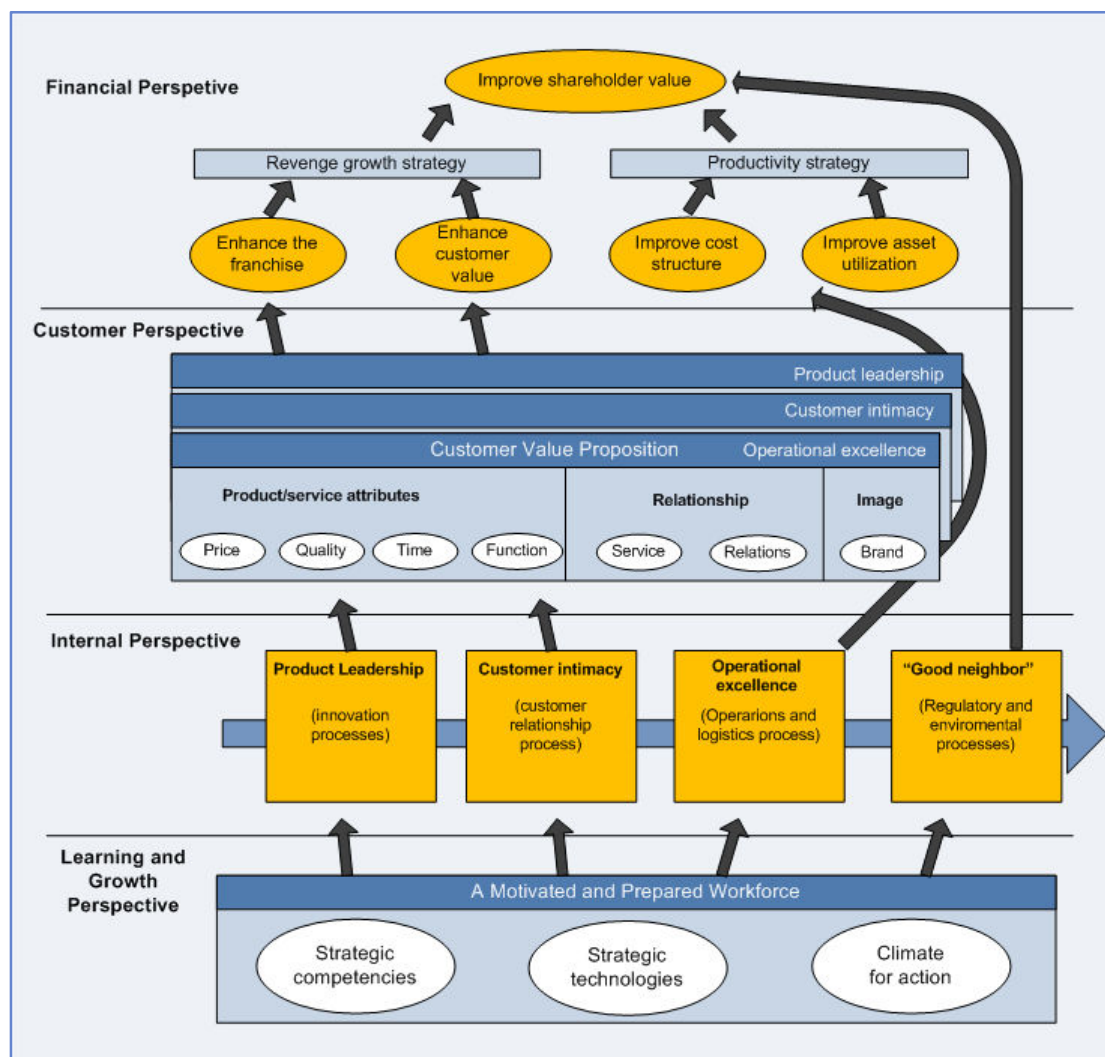 Financial Perspetive
Improve shareholder value
Revenge growth strategy
Productivity strategy
Enhance the
franchise
Enhance
customer
value
Improve cost
structure
Improve asset
utilization
Customer Perspective
Product leadership
Customer intimacy
Customer Value Proposition
Operational excellence
Product/service attributes
Relationship
Image
Price
Quality
Time
Function
Service
Relations
Brand
Internal Perspective
Product Leadership
(innovation
processes)
Customer intimacy
(customer
relationship
process)
Operational
excellence
(Operarions and
logistics process)
“Good neighbor”
(Regulatory and
enviromental
processes)
Learning and
Growth
Perspective
A Motivated and Prepared Workforce
Strategic
competencies
Strategic
technologies
Climate
for action